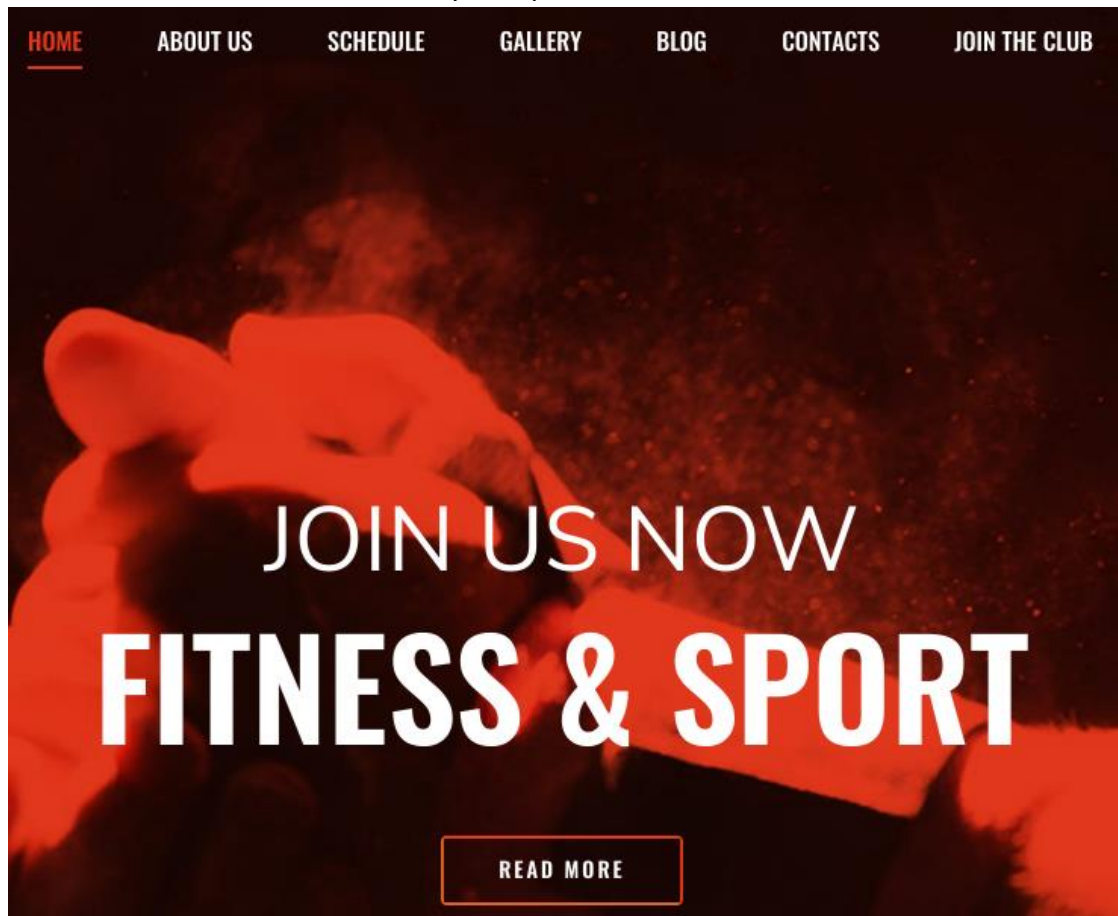 HOME ABOUT US SCHEDULE GALLERY BLOG CONTACTS JOIN THE CLUB
JOIN US NOW
FITNESS & SPORT
READ MORE